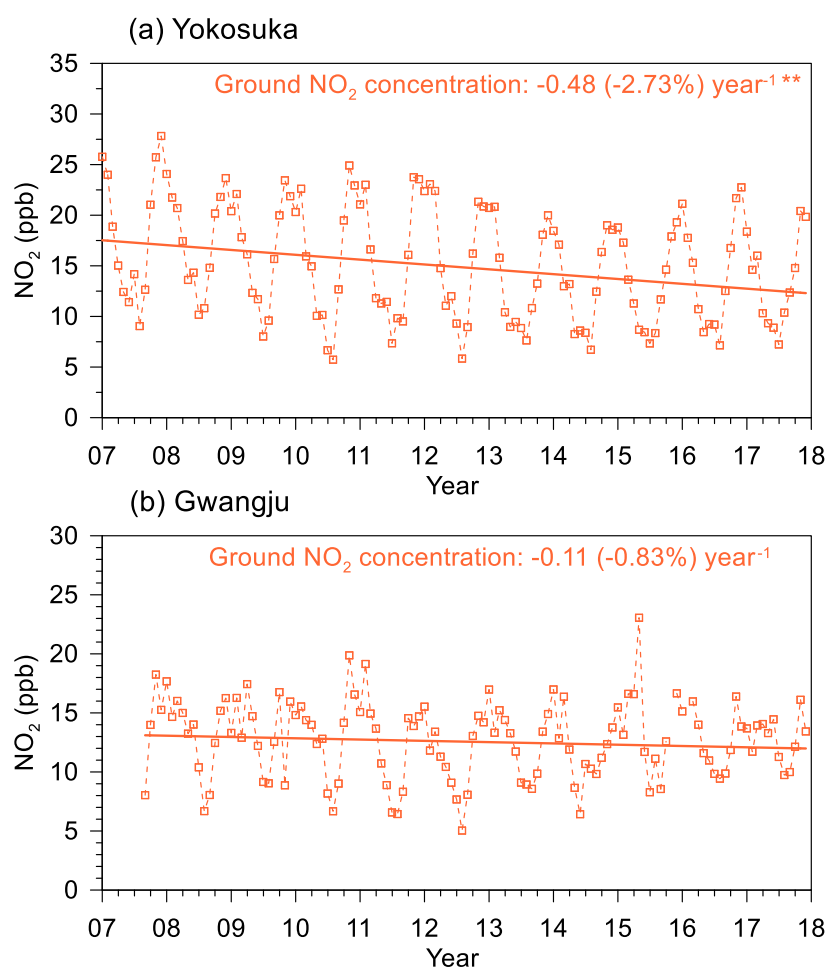 (a) Yokosuka
Ground NO₂ concentration: -0.48 (-2.73%) year⁻¹ **
35
30
25
20
15
10
5
0
NO₂ (ppb)
07 08 09 10 11 12 13 14 15 16 17 18
Year
(b) Gwangju
Ground NO₂ concentration: -0.11 (-0.83%) year⁻¹
30
25
20
15
10
5
0
NO₂ (ppb)
07 08 09 10 11 12 13 14 15 16 17 18
Year